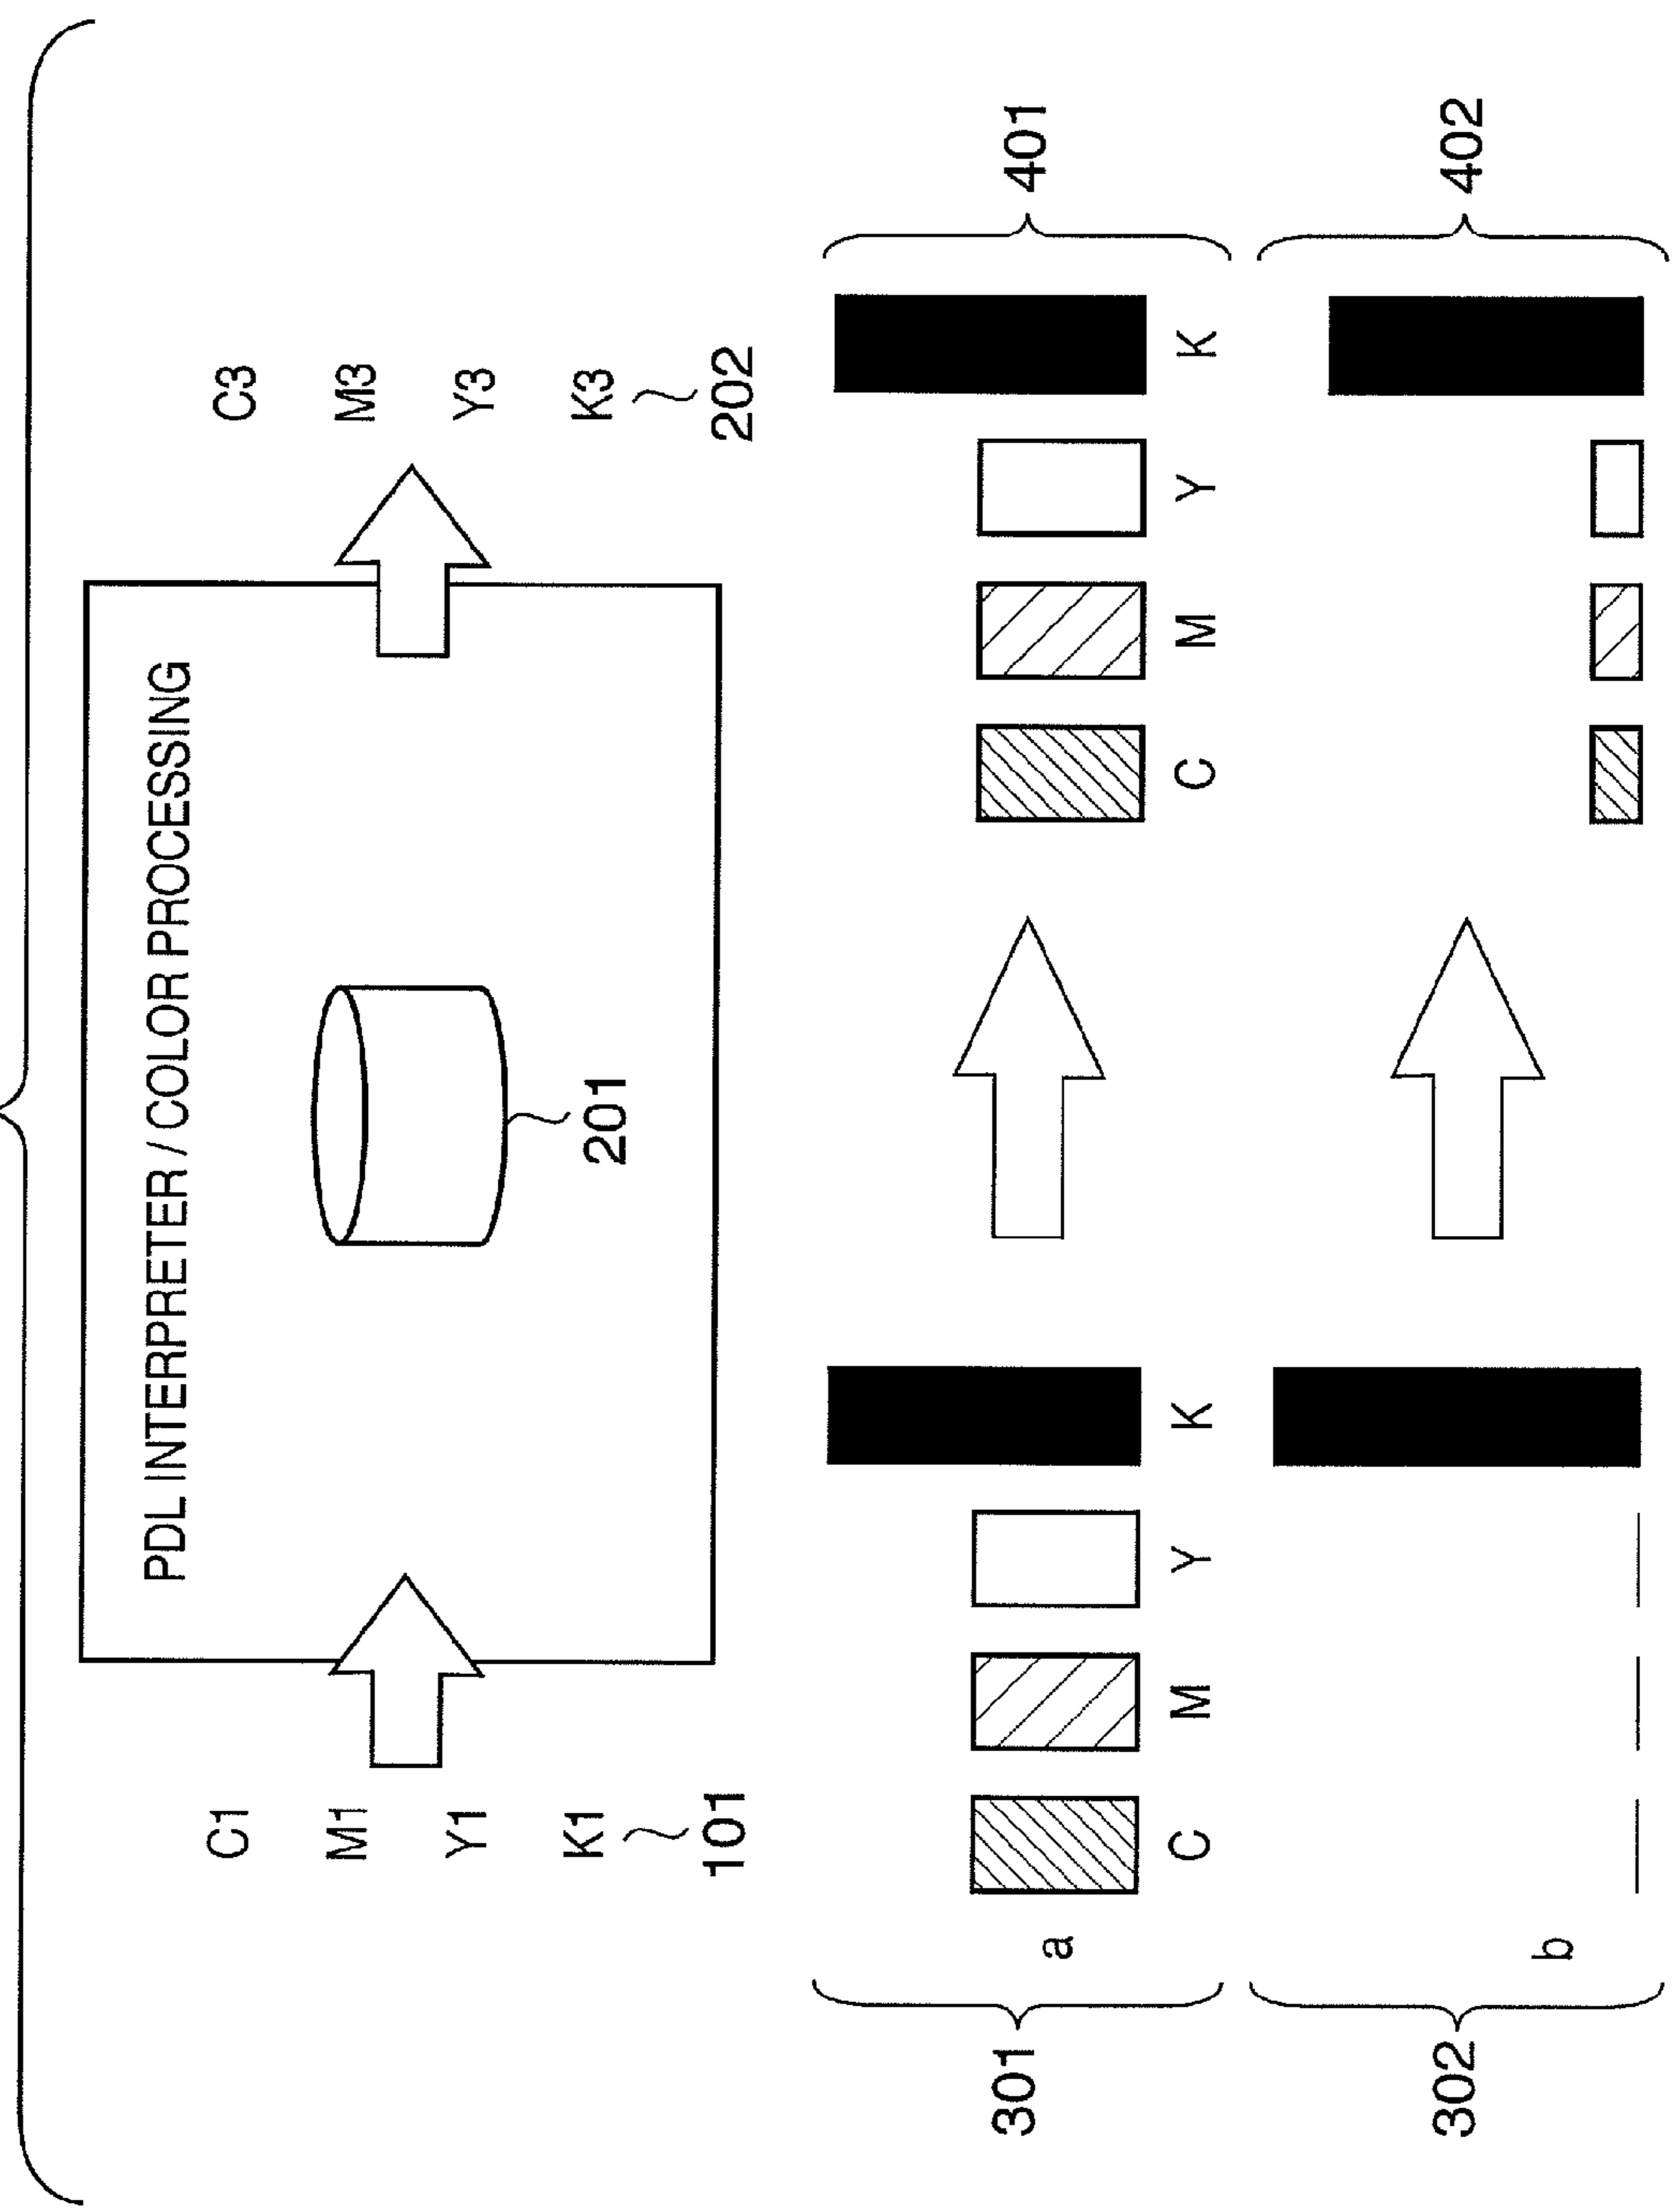 PDL INTERPRETER / COLOR PROCESSING
C1
M1
Y1
K1
101
201
C3
M3
Y3
K3
202
301
a
C M Y K
C M Y K
401
302
b
402